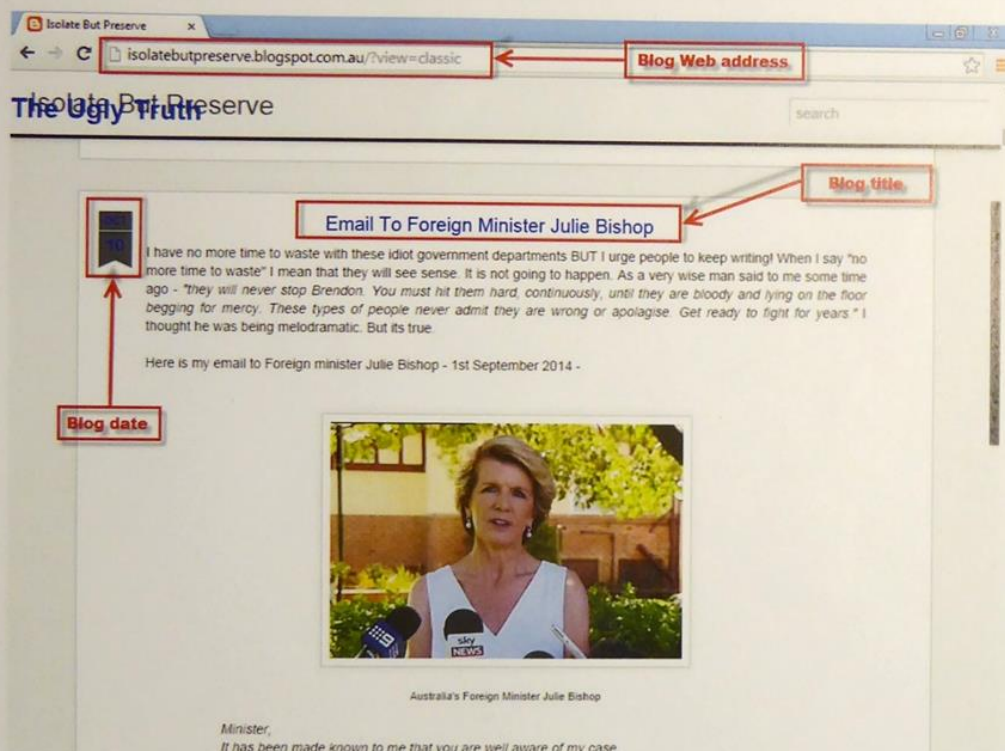 Isolate But Preserve
isolatebutpreserve.blogspot.com.au/?view=classic
Blog Web address
Isolate But Preserve
The Ugly Truth
search
Blog title
Email To Foreign Minister Julie Bishop
10
I have no more time to waste with these idiot government departments BUT I urge people to keep writing! When I say "no
more time to waste" I mean that they will see sense. It is not going to happen. As a very wise man said to me some time
ago - "they will never stop Brendon. You must hit them hard, continuously, until they are bloody and lying on the floor
begging for mercy. These types of people never admit they are wrong or apolagise. Get ready to fight for years." I
thought he was being melodramatic. But its true.
Here is my email to Foreign minister Julie Bishop - 1st September 2014 -
Blog date
9
sky
NEWS
Australia's Foreign Minister Julie Bishop
Minister,
It has been made known to me that you are well aware of my case